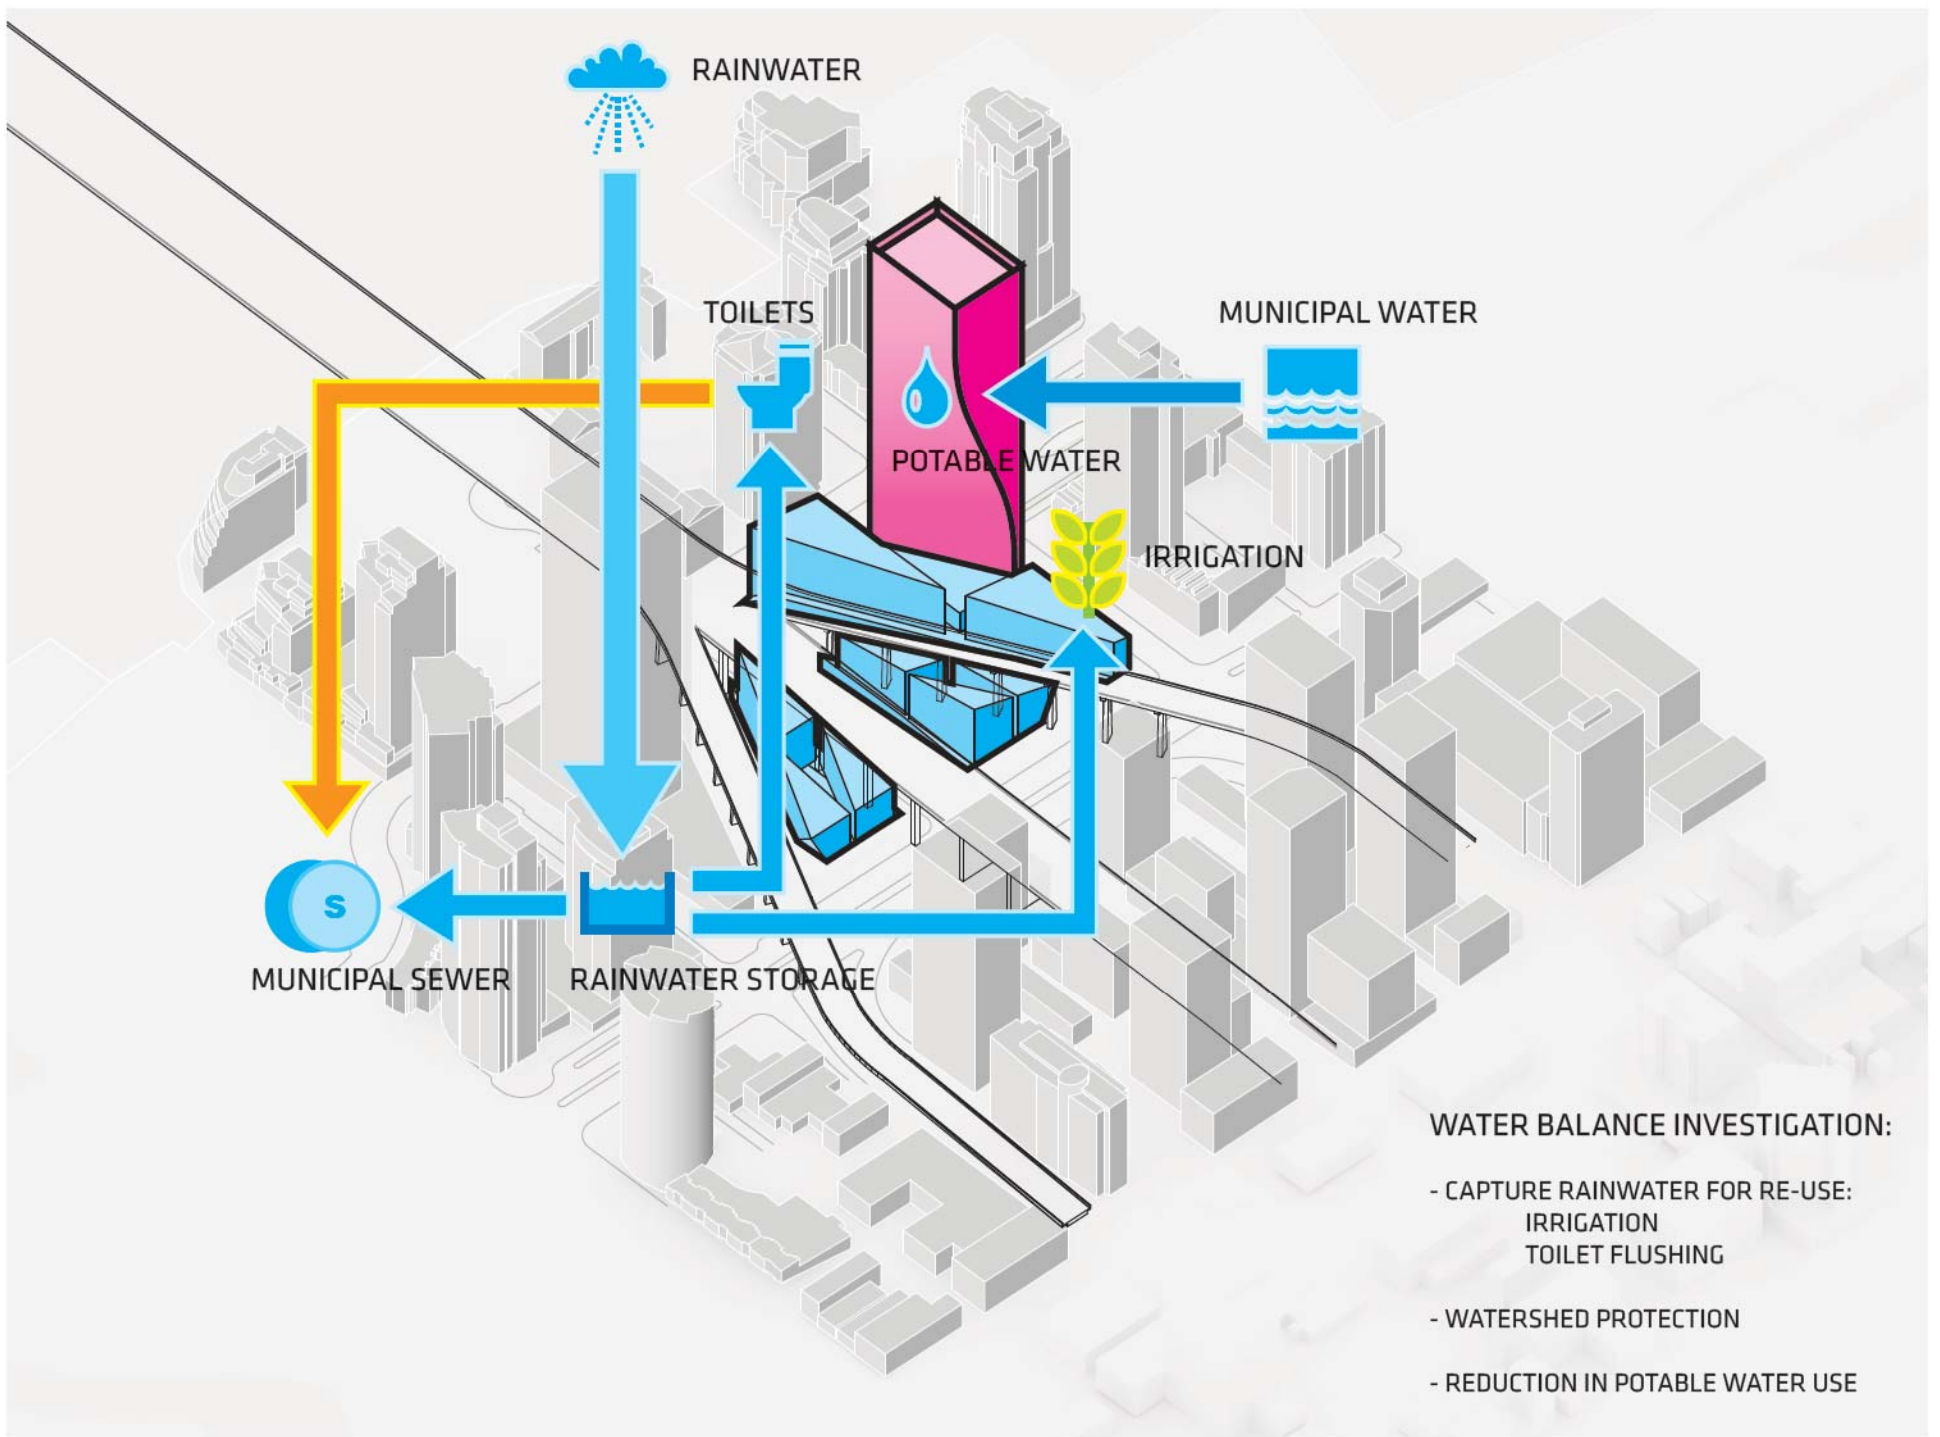 RAINWATER
TOILETS
MUNICIPAL WATER
POTABLE WATER
IRRIGATION
S
MUNICIPAL SEWER
RAINWATER STORAGE
WATER BALANCE INVESTIGATION:
- CAPTURE RAINWATER FOR RE-USE:
IRRIGATION
TOILET FLUSHING
- WATERSHED PROTECTION
- REDUCTION IN POTABLE WATER USE